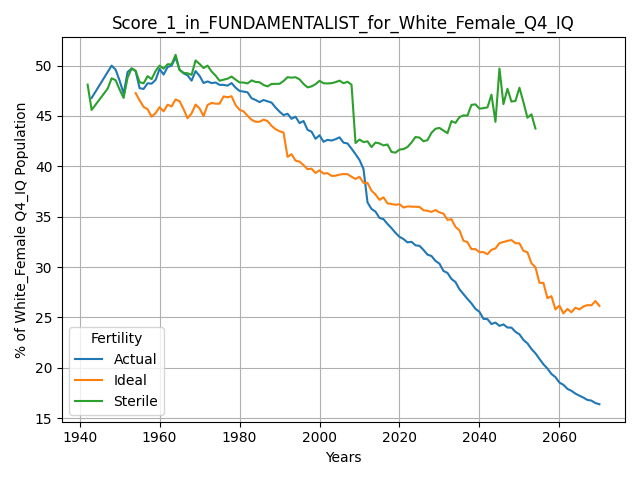 Score_1_in_FUNDAMENTALIST_for_White_Female_Q4_IQ
% of White_Female Q4_IQ Population
50
45
40
35
30
25
20
15
Fertility
Actual
Ideal
Sterile
1940 1960 1980 2000 2020 2040 2060
Years